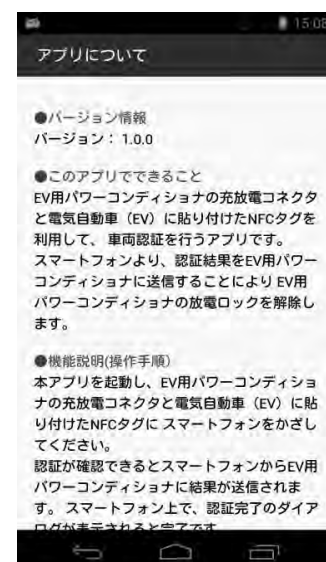 15:08
アプリについて
●バージョン情報
バージョン： 1.0.0
●このアプリでできること
EV用パワーコンディショナの充放電コネクタ
と電気自動車（EV）に貼り付けたNFCタグを
利用して、 車両認証を行うアプリです。
スマートフォンより、認証結果をEV用パワー
コンディショナに送信することにより EV用
パワーコンディショナの放電ロックを解除し
ます。
●機能説明(操作手順）
本アプリを起動し、EV用パワーコンディショ
ナの充放電コネクタと電気自動車（EV）に貼
り付けたNFCタグに スマートフォンをかざし
てください。
認証が確認できるとスマートフォンからEV用
パワーコンディショナに結果が送信されま
す。 スマートフォン上で、認証完了のダイア
ログが表示されると完了です